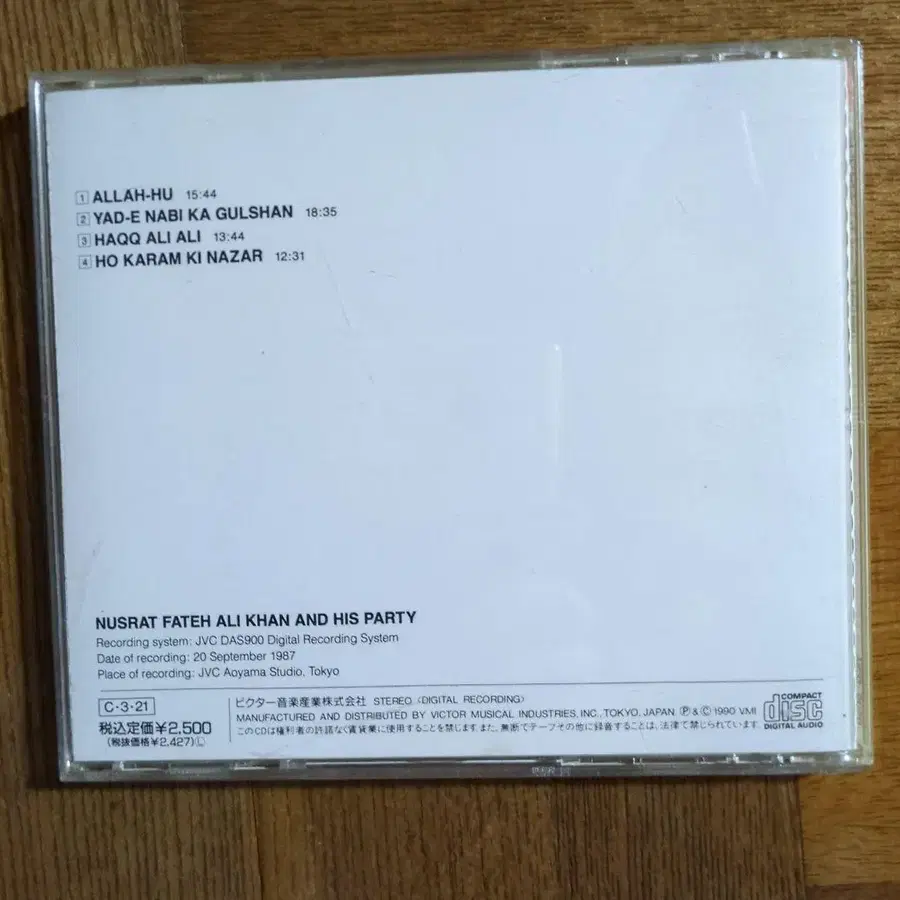 1 ALLAH-HU 15:44
2 YAD-E NABI KA GULSHAN 18:35
3 HAQQ ALI ALI 13:44
4 HO KARAM KI NAZAR 12:31
NUSRAT FATEH ALI KHAN AND HIS PARTY
Recording system: JVC DAS900 Digital Recording System
Date of recording: 20 September 1987
Place of recording: JVC Aoyama Studio, Tokyo
C・3・21
税込定価¥2,500
(税抜価格¥2,427)Ⓛ
ビクター音楽産業株式会社 STEREO〈DIGITAL RECORDING〉
MANUFACTURED AND DISTRIBUTED BY VICTOR MUSICAL INDUSTRIES, INC., TOKYO, JAPAN Ⓟ&Ⓒ 1990 VMI
このCDは権利者の許諾なく賃貸業に使用することを禁じます。また、無断でテープその他に録音することは、法律で禁じられています。
COMPACT
disc
DIGITAL AUDIO